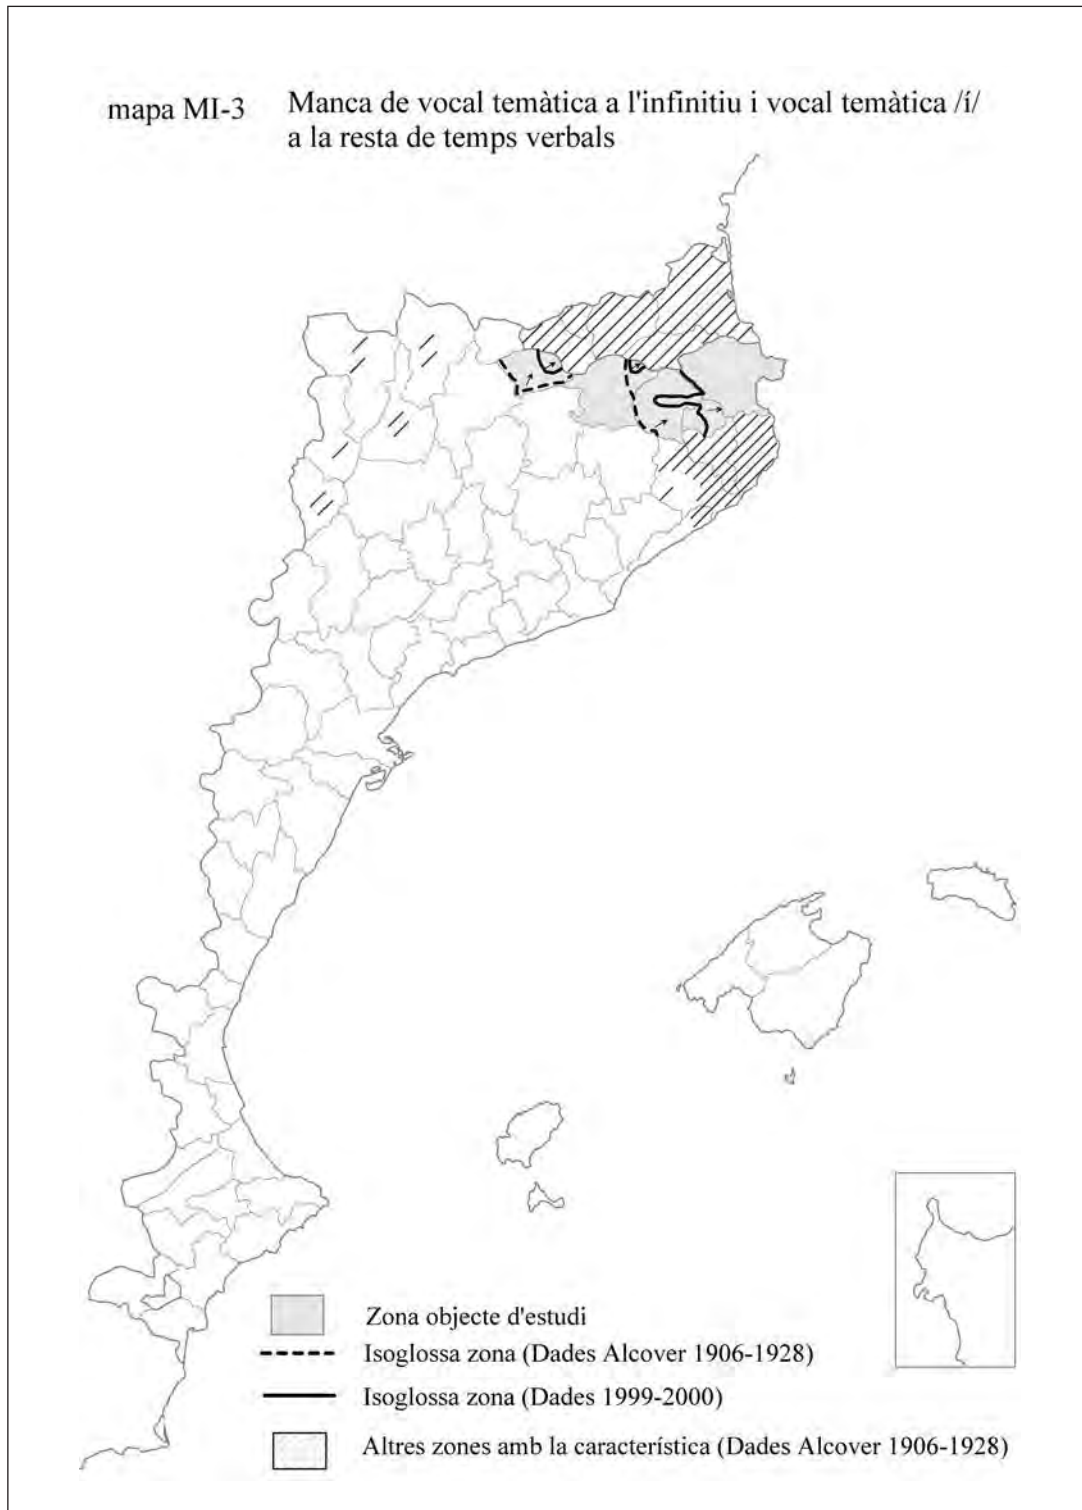 mapa MI-3 Manca de vocal temàtica a l'infinitiu i vocal temàtica /í/
a la resta de temps verbals
Zona objecte d'estudi
Isoglossa zona (Dades Alcover 1906-1928)
Isoglossa zona (Dades 1999-2000)
Altres zones amb la característica (Dades Alcover 1906-1928)